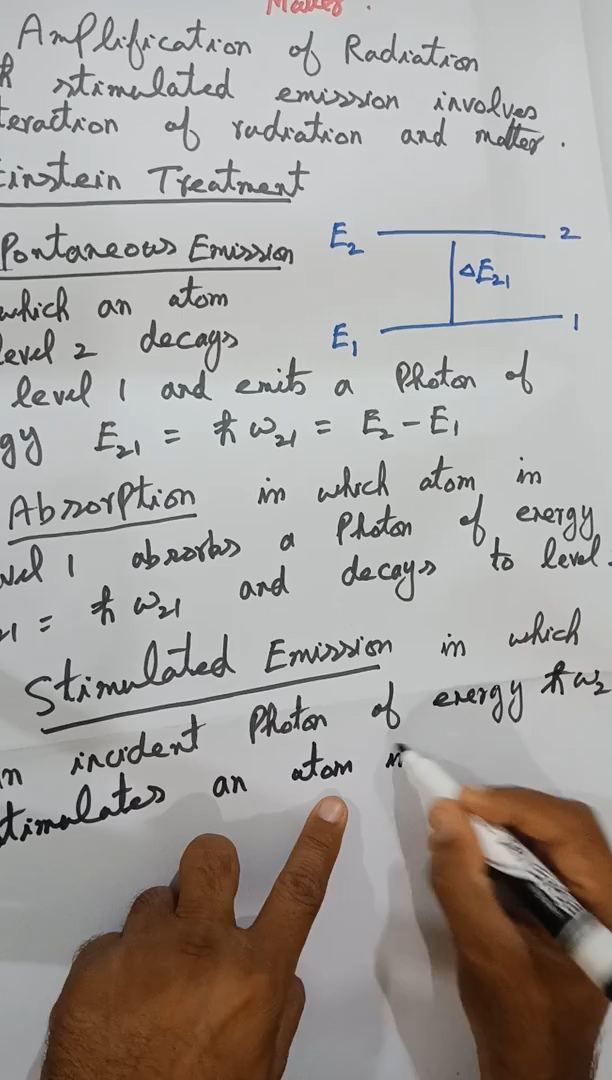 Matter.
Amplification of Radiation
stimulated emission involves
teraction of radiation and matter.
instein Treatment
pontaneous Emission
E₂ 2
ΔE₂₁
E₁ 1
which an atom
level 2 decays
level 1 and emits a Photon of
gy E₂₁ = ħω₂₁ = E₂ - E₁
Absorption in which atom in
vel 1 absorbs a Photon of energy
21 = ħω₂₁ and decays to level
Stimulated Emission in which
n incident Photon of energy ħω₂
timulates an atom